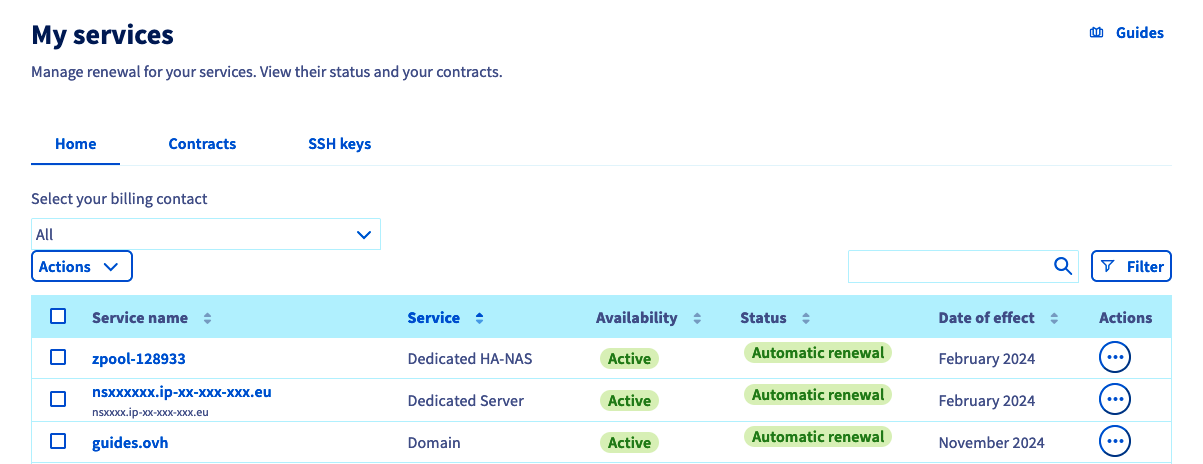 My services
Guides
Manage renewal for your services. View their status and your contracts.
Home Contracts SSH keys
Select your billing contact
All
Actions Filter
Service name Service Availability Status Date of effect Actions
zpool-128933 Dedicated HA-NAS Active Automatic renewal February 2024
nsxxxxxx.ip-xx-xxx-xxx.eu Dedicated Server Active Automatic renewal February 2024
nsxxxx.ip-xx-xxx-xxx.eu
guides.ovh Domain Active Automatic renewal November 2024